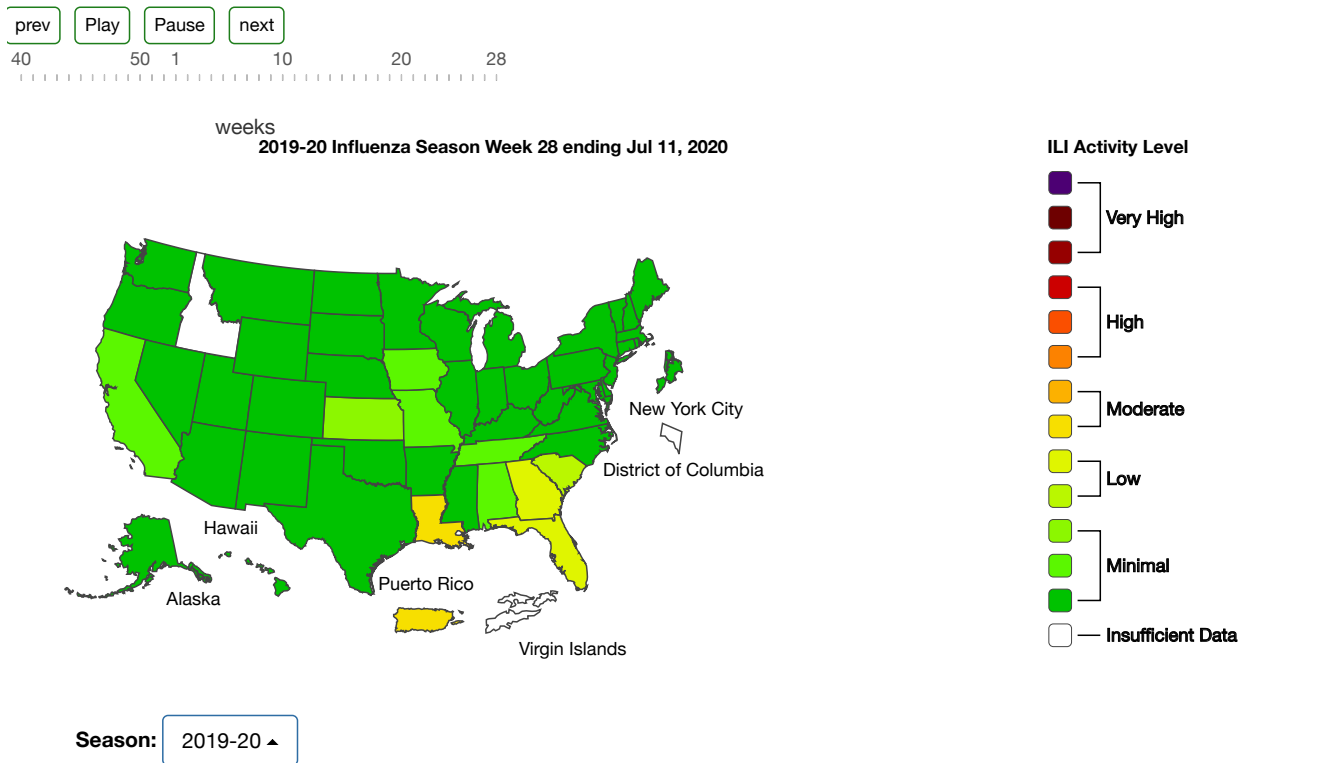 prev Play Pause next
40 50 1 10 20 28
weeks
2019-20 Influenza Season Week 28 ending Jul 11, 2020
ILI Activity Level
Very High
High
Moderate
Low
Minimal
Insufficient Data
New York City
District of Columbia
Hawaii
Alaska
Puerto Rico
Virgin Islands
Season: 2019-20